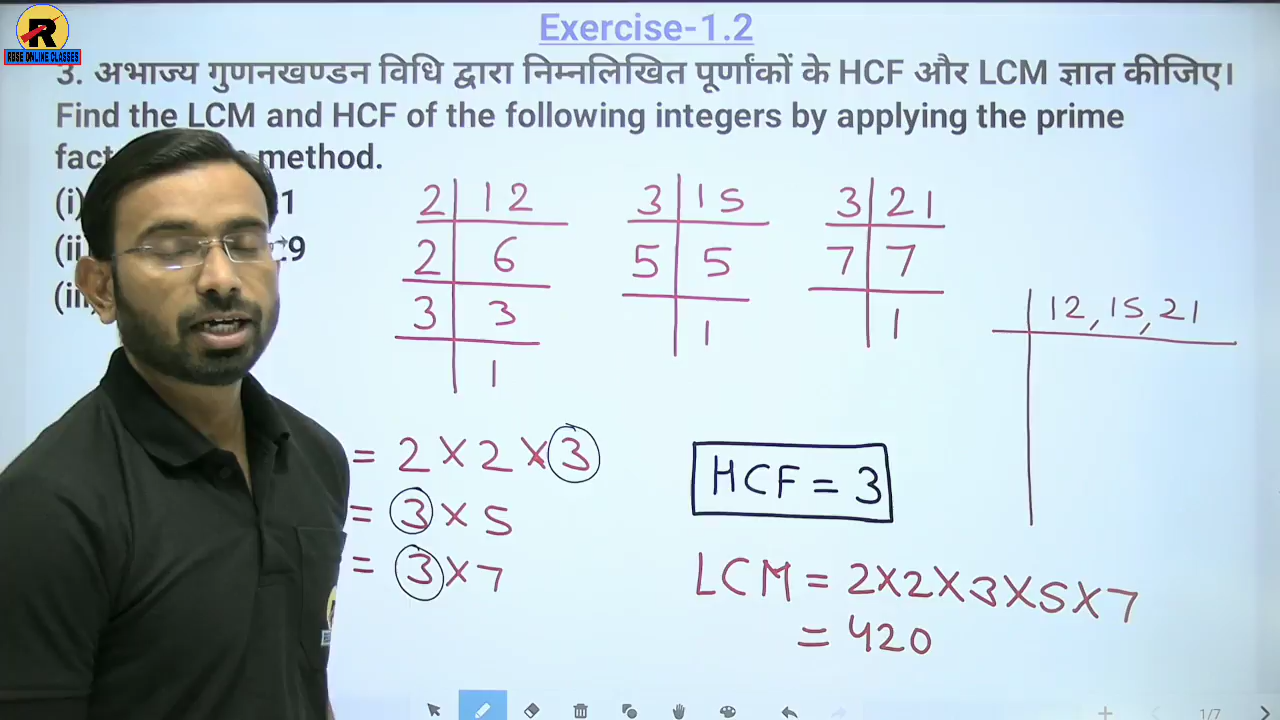 R
RBSE ONLINE CLASSES
Exercise-1.2
3. अभाज्य गुणनखण्डन विधि द्वारा निम्नलिखित पूर्णांकों के HCF और LCM ज्ञात कीजिए।
Find the LCM and HCF of the following integers by applying the prime
method.
(i)
2 | 12
2 | 6
3 | 3
1
3 | 15
5 | 5
1
3 | 21
7 | 7
1
12, 15, 21
= 2 × 2 × 3
= 3 × 5
= 3 × 7
HCF = 3
LCM = 2×2×3×5×7
= 420
1/7